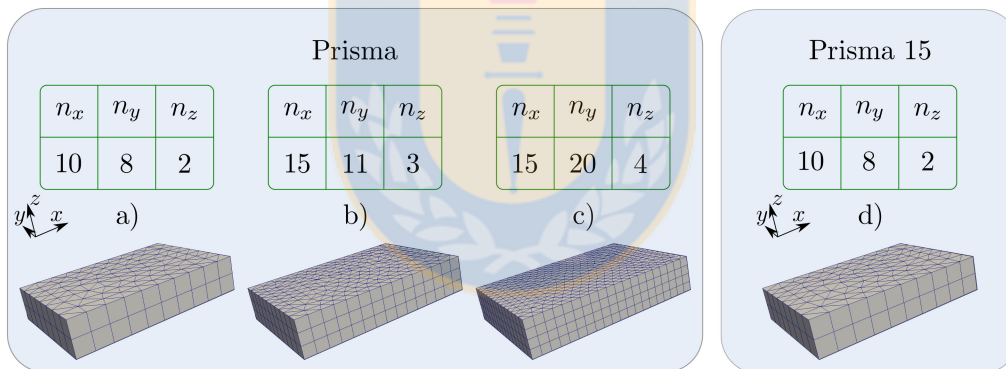 Prisma
Prisma 15
n_x n_y n_z
10 8 2
n_x n_y n_z
15 11 3
n_x n_y n_z
15 20 4
n_x n_y n_z
10 8 2
z
y x
a)
b)
c)
z
y x
d)